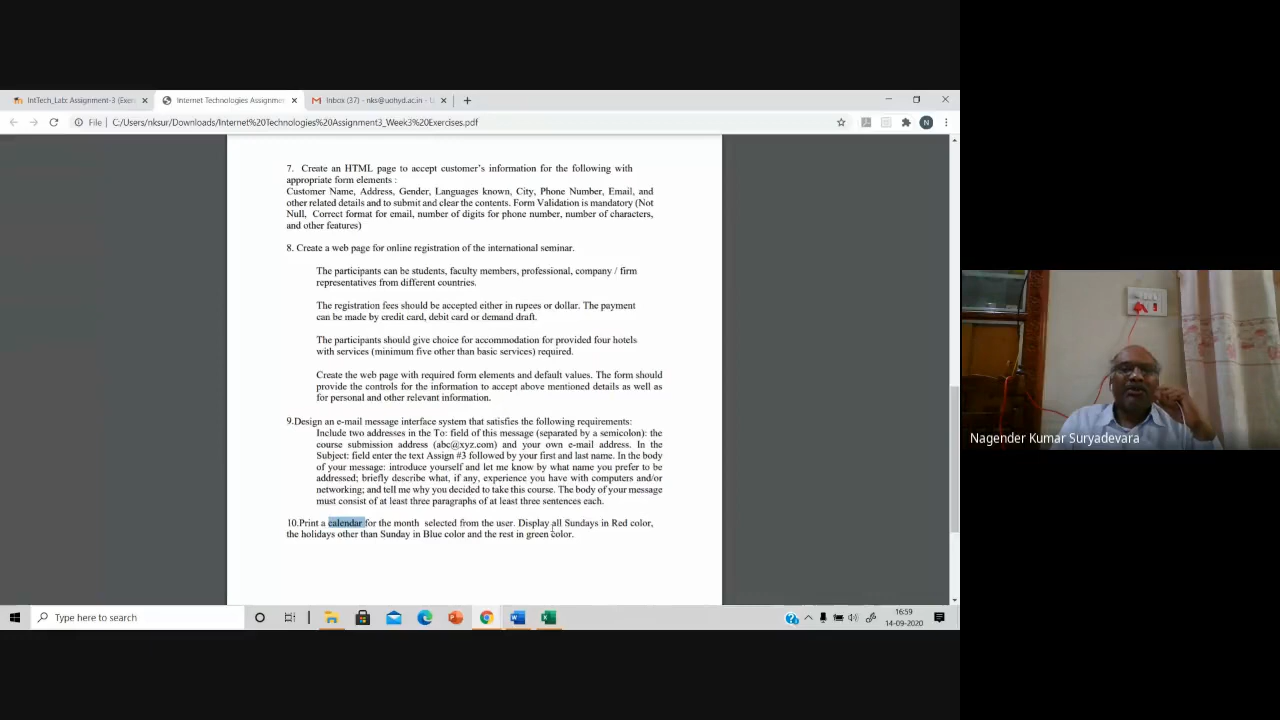 IntTech_Lab: Assignment-3 (Exer
Internet Technologies Assignme
Inbox (37) - nks@uohyd.ac.in -
File
C:/Users/nksur/Downloads/Internet%20Technologies%20Assignment3_Week3%20Exercises.pdf
N
7. Create an HTML page to accept customer's information for the following with
appropriate form elements :
Customer Name, Address, Gender, Languages known, City, Phone Number, Email, and
other related details and to submit and clear the contents. Form Validation is mandatory (Not
Null, Correct format for email, number of digits for phone number, number of characters,
and other features)
8. Create a web page for online registration of the international seminar.
The participants can be students, faculty members, professional, company / firm
representatives from different countries.
The registration fees should be accepted either in rupees or dollar. The payment
can be made by credit card, debit card or demand draft.
The participants should give choice for accommodation for provided four hotels
with services (minimum five other than basic services) required.
Create the web page with required form elements and default values. The form should
provide the controls for the information to accept above mentioned details as well as
for personal and other relevant information.
9.Design an e-mail message interface system that satisfies the following requirements:
Include two addresses in the To: field of this message (separated by a semicolon): the
course submission address (abc@xyz.com) and your own e-mail address. In the
Subject: field enter the text Assign #3 followed by your first and last name. In the body
of your message: introduce yourself and let me know by what name you prefer to be
addressed; briefly describe what, if any, experience you have with computers and/or
networking; and tell me why you decided to take this course. The body of your message
must consist of at least three paragraphs of at least three sentences each.
10.Print a calendar for the month selected from the user. Display all Sundays in Red color,
the holidays other than Sunday in Blue color and the rest in green color.
Nagender Kumar Suryadevara
Type here to search
16:59
14-09-2020